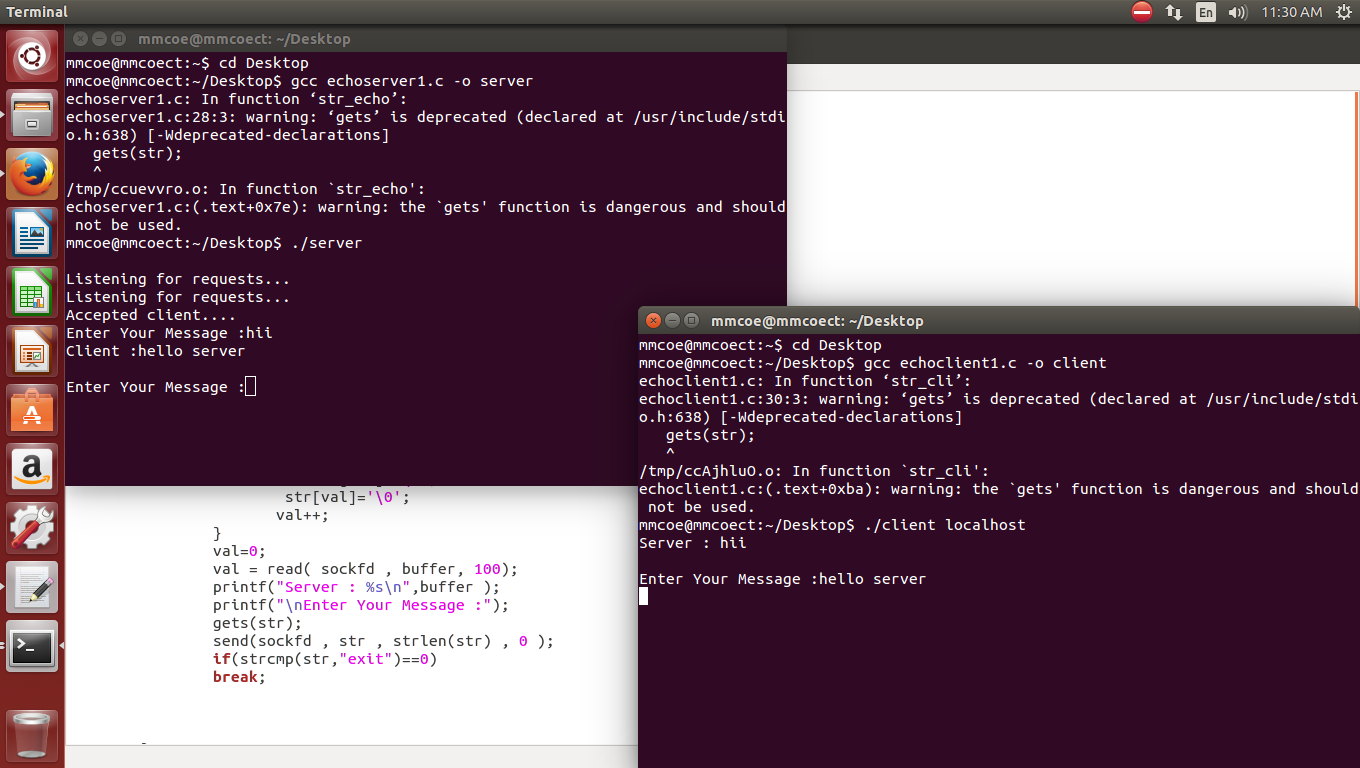 Terminal
En
11:30 AM
mmcoe@mmcoect: ~/Desktop
mmcoe@mmcoect:~$ cd Desktop
mmcoe@mmcoect:~/Desktop$ gcc echoserver1.c -o server
echoserver1.c: In function ‘str_echo’:
echoserver1.c:28:3: warning: ‘gets’ is deprecated (declared at /usr/include/stdi
o.h:638) [-Wdeprecated-declarations]
gets(str);
^
/tmp/ccuevvro.o: In function `str_echo':
echoserver1.c:(.text+0x7e): warning: the `gets' function is dangerous and should
not be used.
mmcoe@mmcoect:~/Desktop$ ./server
Listening for requests...
Listening for requests...
Accepted client....
Enter Your Message :hii
Client :hello server
Enter Your Message :
mmcoe@mmcoect: ~/Desktop
mmcoe@mmcoect:~$ cd Desktop
mmcoe@mmcoect:~/Desktop$ gcc echoclient1.c -o client
echoclient1.c: In function ‘str_cli’:
echoclient1.c:30:3: warning: ‘gets’ is deprecated (declared at /usr/include/stdi
o.h:638) [-Wdeprecated-declarations]
gets(str);
^
/tmp/ccAjhluO.o: In function `str_cli':
echoclient1.c:(.text+0xba): warning: the `gets' function is dangerous and should
not be used.
mmcoe@mmcoect:~/Desktop$ ./client localhost
Server : hii
Enter Your Message :hello server
str[val]='\0';
val++;
}
val=0;
val = read( sockfd , buffer, 100);
printf("Server : %s\n",buffer );
printf("\nEnter Your Message :");
gets(str);
send(sockfd , str , strlen(str) , 0 );
if(strcmp(str,"exit")==0)
break;
a
>_